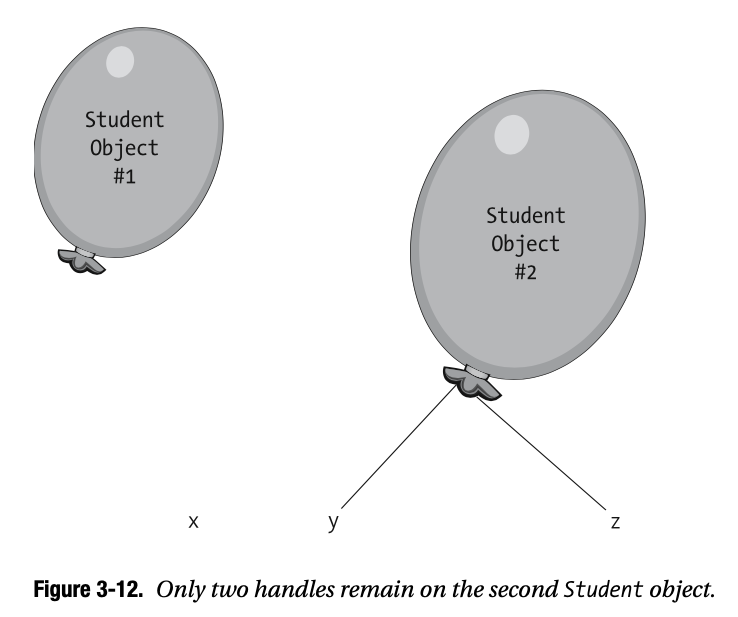 Student
Object
#1
Student
Object
#2
x
y
z
Figure 3-12. Only two handles remain on the second Student object.